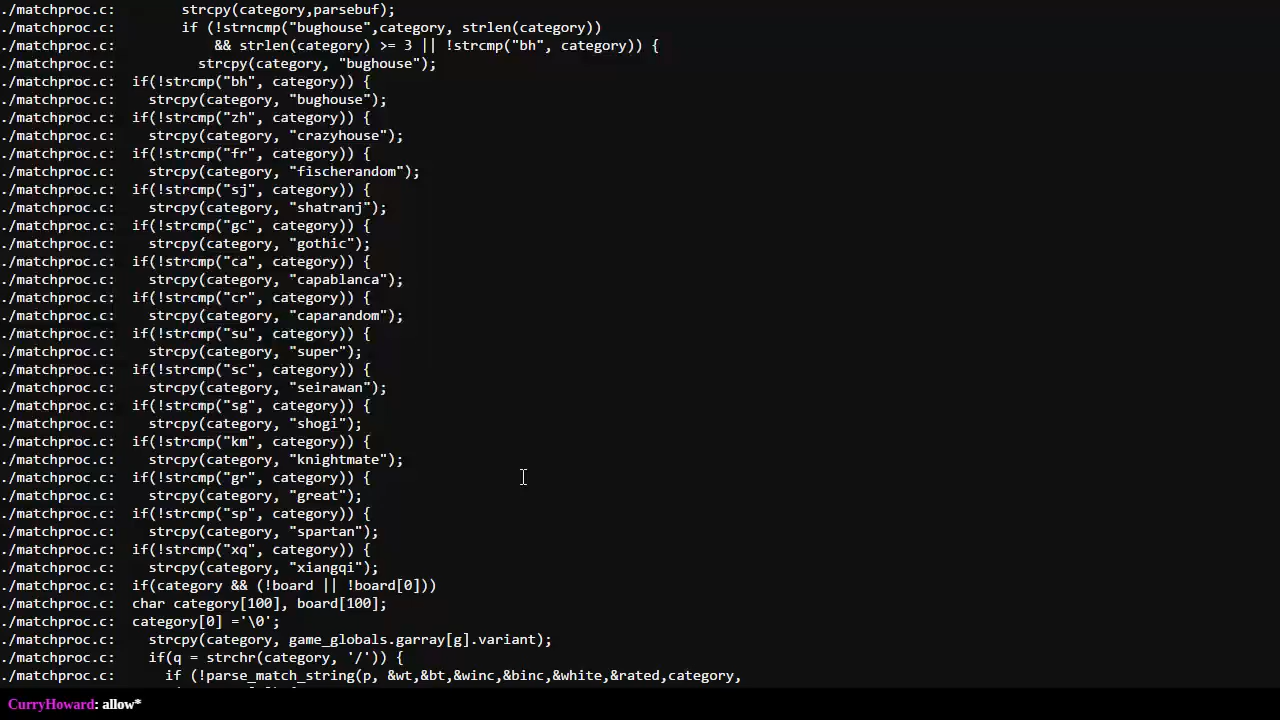 ./matchproc.c:        strcpy(category,parsebuf);
./matchproc.c:        if (!strncmp("bughouse",category, strlen(category))
./matchproc.c:            && strlen(category) >= 3 || !strcmp("bh", category)) {
./matchproc.c:          strcpy(category, "bughouse");
./matchproc.c:  if(!strcmp("bh", category)) {
./matchproc.c:    strcpy(category, "bughouse");
./matchproc.c:  if(!strcmp("zh", category)) {
./matchproc.c:    strcpy(category, "crazyhouse");
./matchproc.c:  if(!strcmp("fr", category)) {
./matchproc.c:    strcpy(category, "fischerandom");
./matchproc.c:  if(!strcmp("sj", category)) {
./matchproc.c:    strcpy(category, "shatranj");
./matchproc.c:  if(!strcmp("gc", category)) {
./matchproc.c:    strcpy(category, "gothic");
./matchproc.c:  if(!strcmp("ca", category)) {
./matchproc.c:    strcpy(category, "capablanca");
./matchproc.c:  if(!strcmp("cr", category)) {
./matchproc.c:    strcpy(category, "caparandom");
./matchproc.c:  if(!strcmp("su", category)) {
./matchproc.c:    strcpy(category, "super");
./matchproc.c:  if(!strcmp("sc", category)) {
./matchproc.c:    strcpy(category, "seirawan");
./matchproc.c:  if(!strcmp("sg", category)) {
./matchproc.c:    strcpy(category, "shogi");
./matchproc.c:  if(!strcmp("km", category)) {
./matchproc.c:    strcpy(category, "knightmate");
./matchproc.c:  if(!strcmp("gr", category)) {
./matchproc.c:    strcpy(category, "great");
./matchproc.c:  if(!strcmp("sp", category)) {
./matchproc.c:    strcpy(category, "spartan");
./matchproc.c:  if(!strcmp("xq", category)) {
./matchproc.c:    strcpy(category, "xiangqi");
./matchproc.c:  if(category && (!board || !board[0]))
./matchproc.c:  char category[100], board[100];
./matchproc.c:  category[0] ='\0';
./matchproc.c:    strcpy(category, game_globals.garray[g].variant);
./matchproc.c:    if(q = strchr(category, '/')) {
./matchproc.c:      if (!parse_match_string(p, &wt,&bt,&winc,&binc,&white,&rated,category,
CurryHoward: allow*